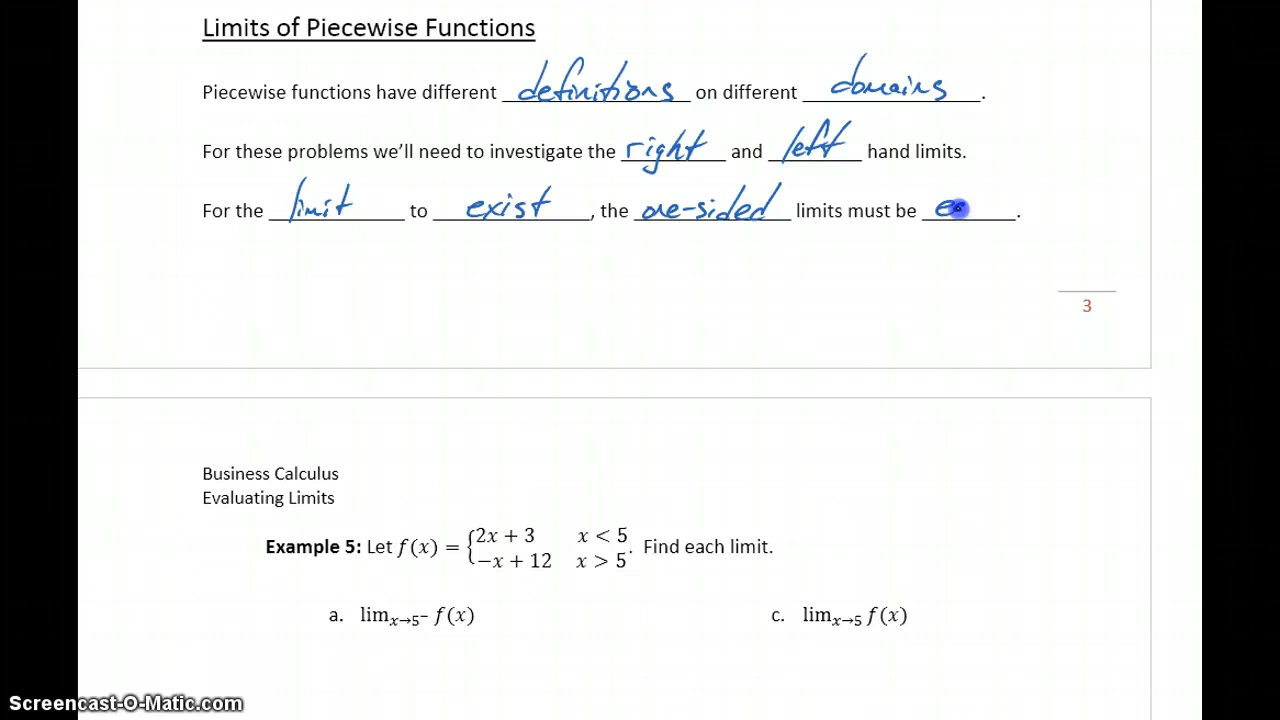 Limits of Piecewise Functions
Piecewise functions have different definitions on different domains.
For these problems we'll need to investigate the right and left hand limits.
For the limit to exist, the one-sided limits must be .
3
Business Calculus
Evaluating Limits
Example 5: Let f(x) = {2x + 3 x < 5
−x + 12 x > 5. Find each limit.
a. limₓ→₅⁻ f(x) c. limₓ→₅ f(x)
Screencast-O-Matic.com